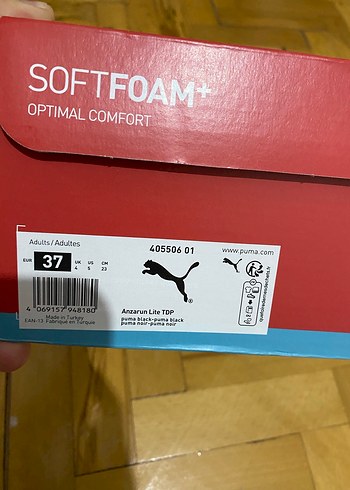 SOFTFOAM+
OPTIMAL COMFORT
Adults/Adultes
405506 01
www.puma.com
EUR 37
UK 4
US 5
CM 23
4 069157 948180
Made in Turkey
EAN-13 Fabriqué en Turquie
Anzarun Lite TDP
puma black-puma black
puma noir-puma noir